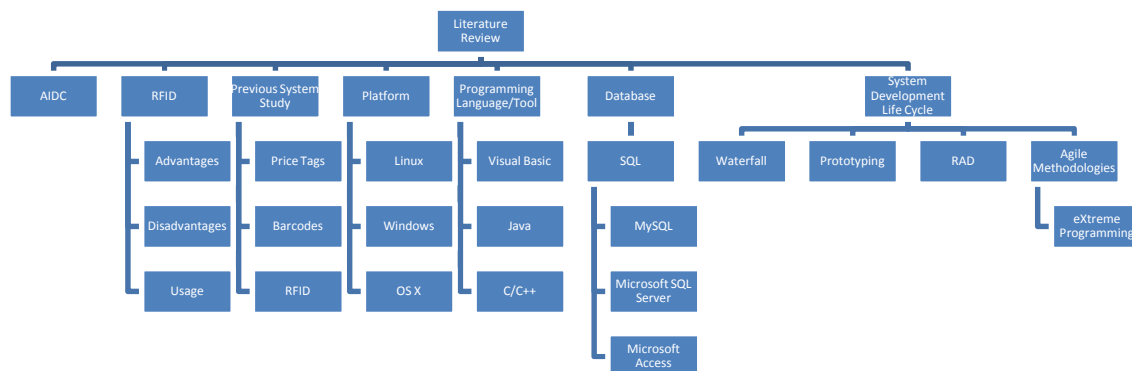 Literature
Review
AIDC
RFID
Previous System
Study
Platform
Programming
Language/Tool
Database
System
Development
Life Cycle
Advantages
Price Tags
Linux
Visual Basic
SQL
Waterfall
Prototyping
RAD
Agile
Methodologies
Disadvantages
Barcodes
Windows
Java
MySQL
eXtreme
Programming
Usage
RFID
OS X
C/C++
Microsoft SQL
Server
Microsoft
Access